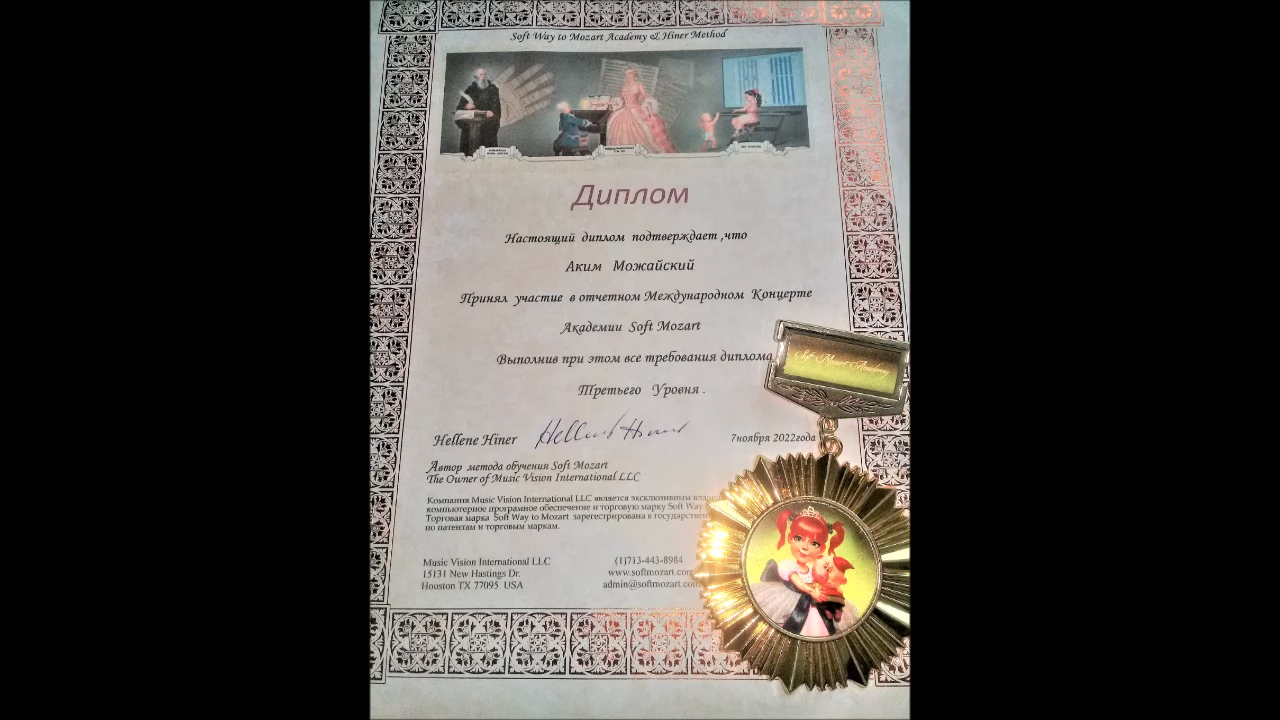 Soft Way to Mozart Academy & Hiner Method
Диплом
Настоящий диплом подтверждает ,что
Аким Можайский
Принял участие в отчетном Международном Концерте
Академии Soft Mozart
Выполнив при этом все требования диплома
Третьего Уровня .
Hellene Hiner Hellene Hiner 7ноября 2022года
Автор метода обучения Soft Mozart
The Owner of Music Vision International LLC
Компания Music Vision International LLC является эксклюзивным
компьютерное програмное обеспечение и торговую марку Soft Way
Торговая марка Soft Way to Mozart зарегестрирована в
по патентам и торговым маркам.
Music Vision International LLC (1)713-443-8984
15131 New Hastings Dr. www.softmozart.com
Houston TX 77095 USA admin@softmozart.com
Soft Mozart Academy